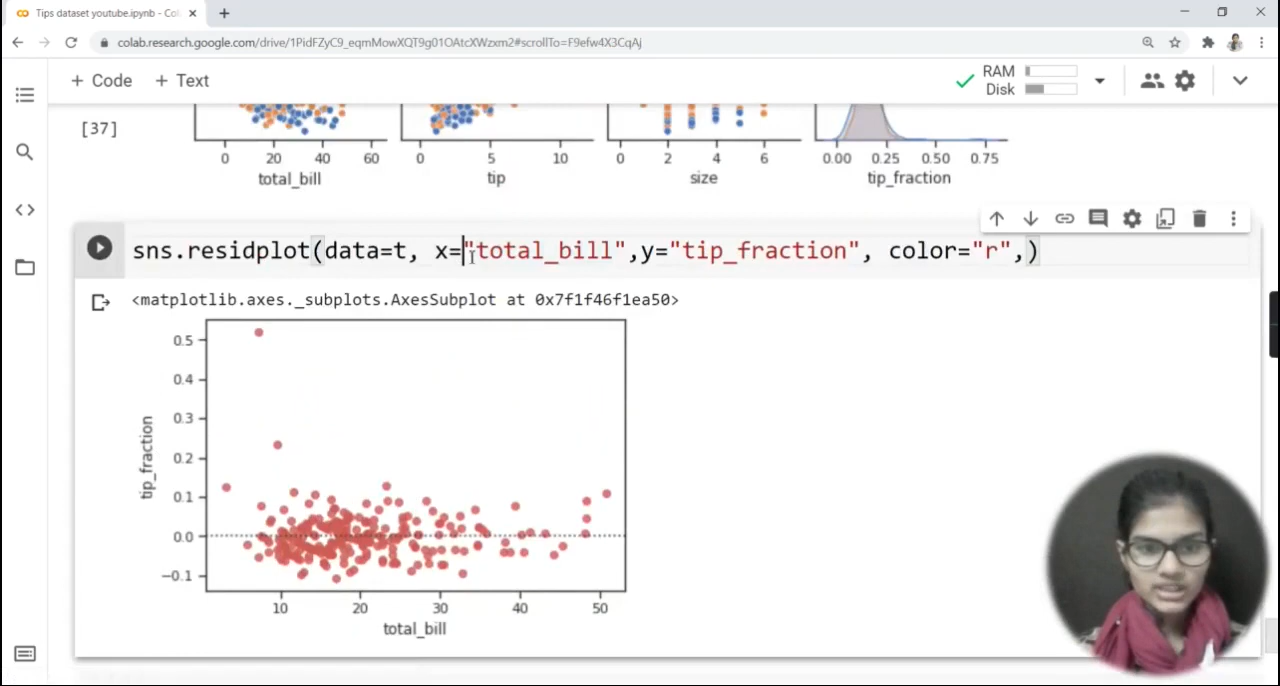 Tips dataset youtube.ipynb - Col
colab.research.google.com/drive/1PidFZyC9_eqmMowXQT9g01OAtcXWzxm2#scrollTo=F9efw4X3CqAj
+ Code + Text
RAM
Disk
[37]
0 20 40 60 0 5 10 0 2 4 6 0.00 0.25 0.50 0.75
total_bill tip size tip_fraction
sns.residplot(data=t, x="total_bill",y="tip_fraction", color="r",)
<matplotlib.axes._subplots.AxesSubplot at 0x7f1f46f1ea50>
0.5
0.4
0.3
0.2
0.1
0.0
−0.1
tip_fraction
10 20 30 40 50
total_bill